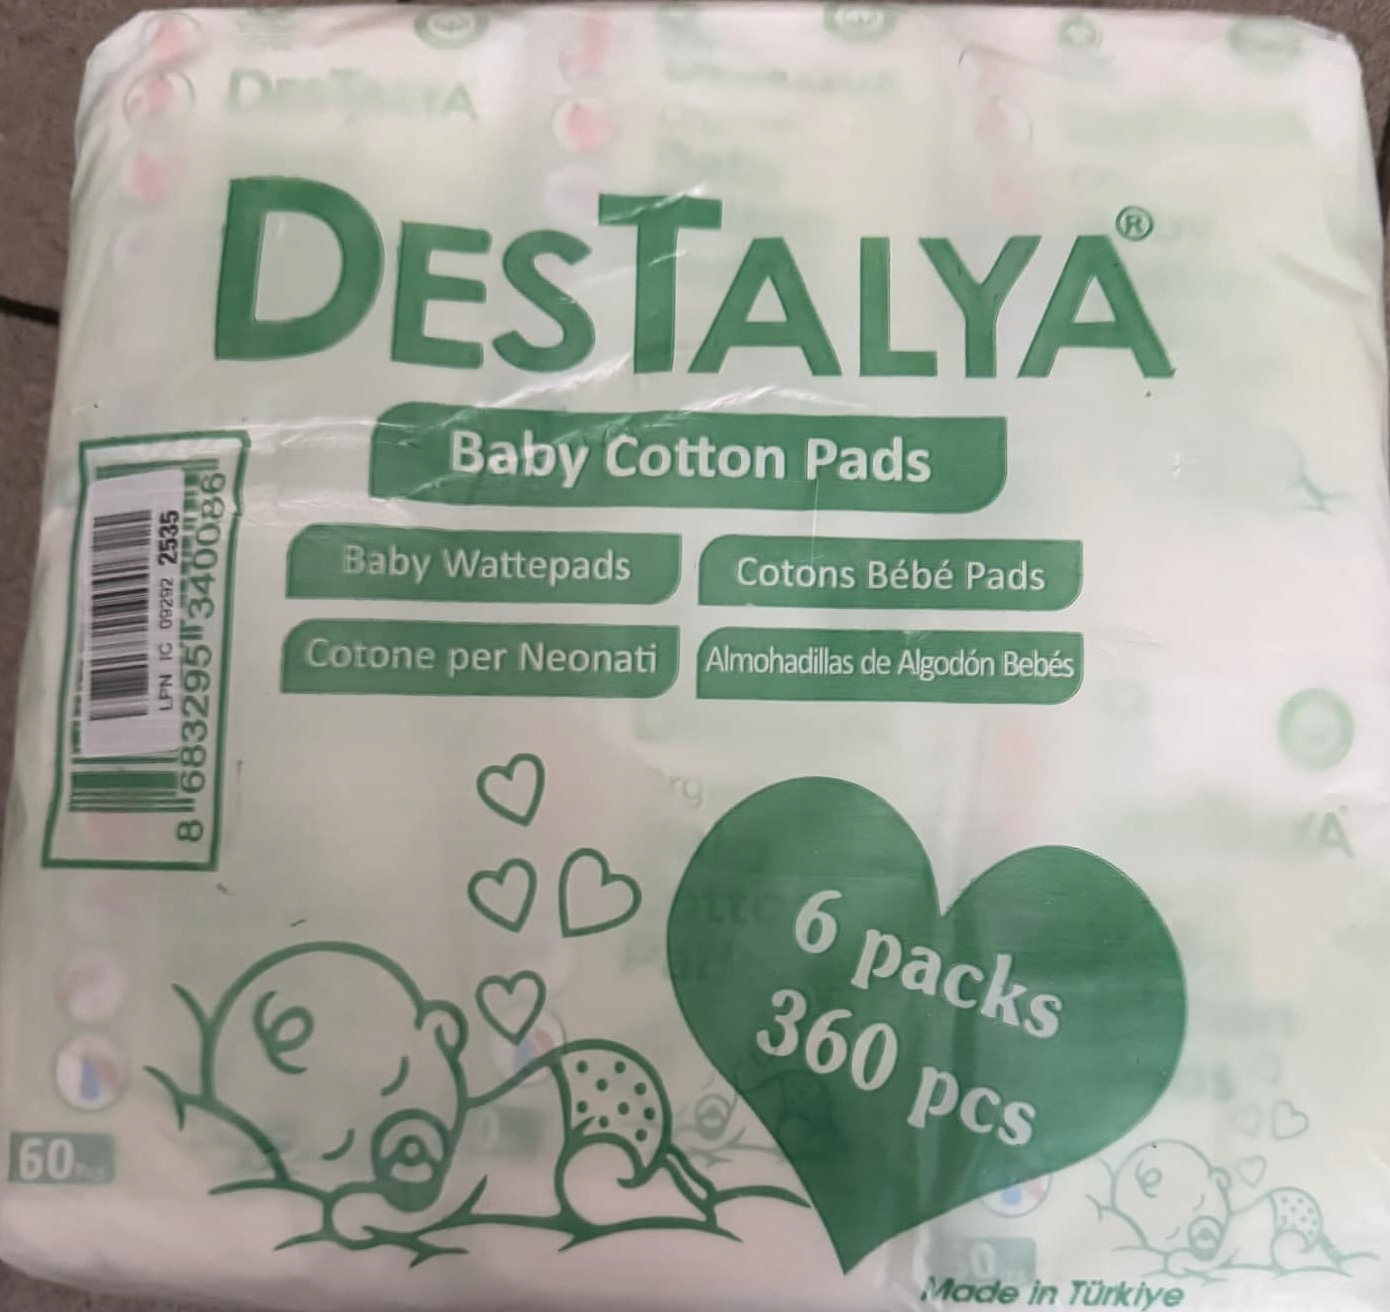 DESTALYA
DESTALYA®
Baby Cotton Pads
Baby Wattepads
Cotons Bébé Pads
Cotone per Neonati
Almohadillas de Algodón Bebés
LPN IC 09292 2535
8 683295 340086
6 packs
360 pcs
60
Made in Türkiye